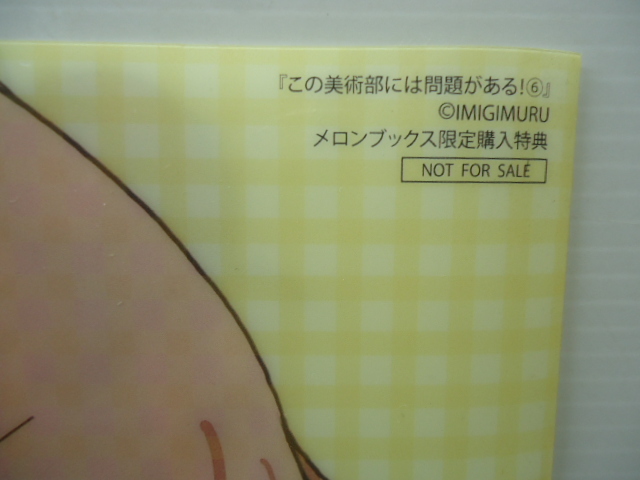 『この美術部には問題がある!⑥』
©IMIGIMURU
メロンブックス限定購入特典
NOT FOR SALE